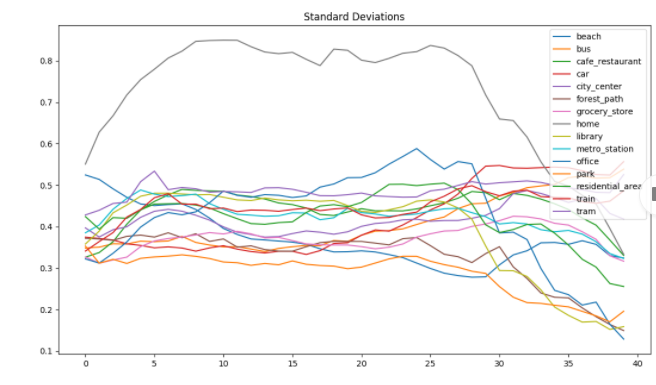 Standard Deviations
0.8
0.7
0.6
0.5
0.4
0.3
0.2
0.1
0
5
10
15
20
25
30
35
40
beach
bus
cafe_restaurant
car
city_center
forest_path
grocery_store
home
library
metro_station
office
park
residential_area
train
tram